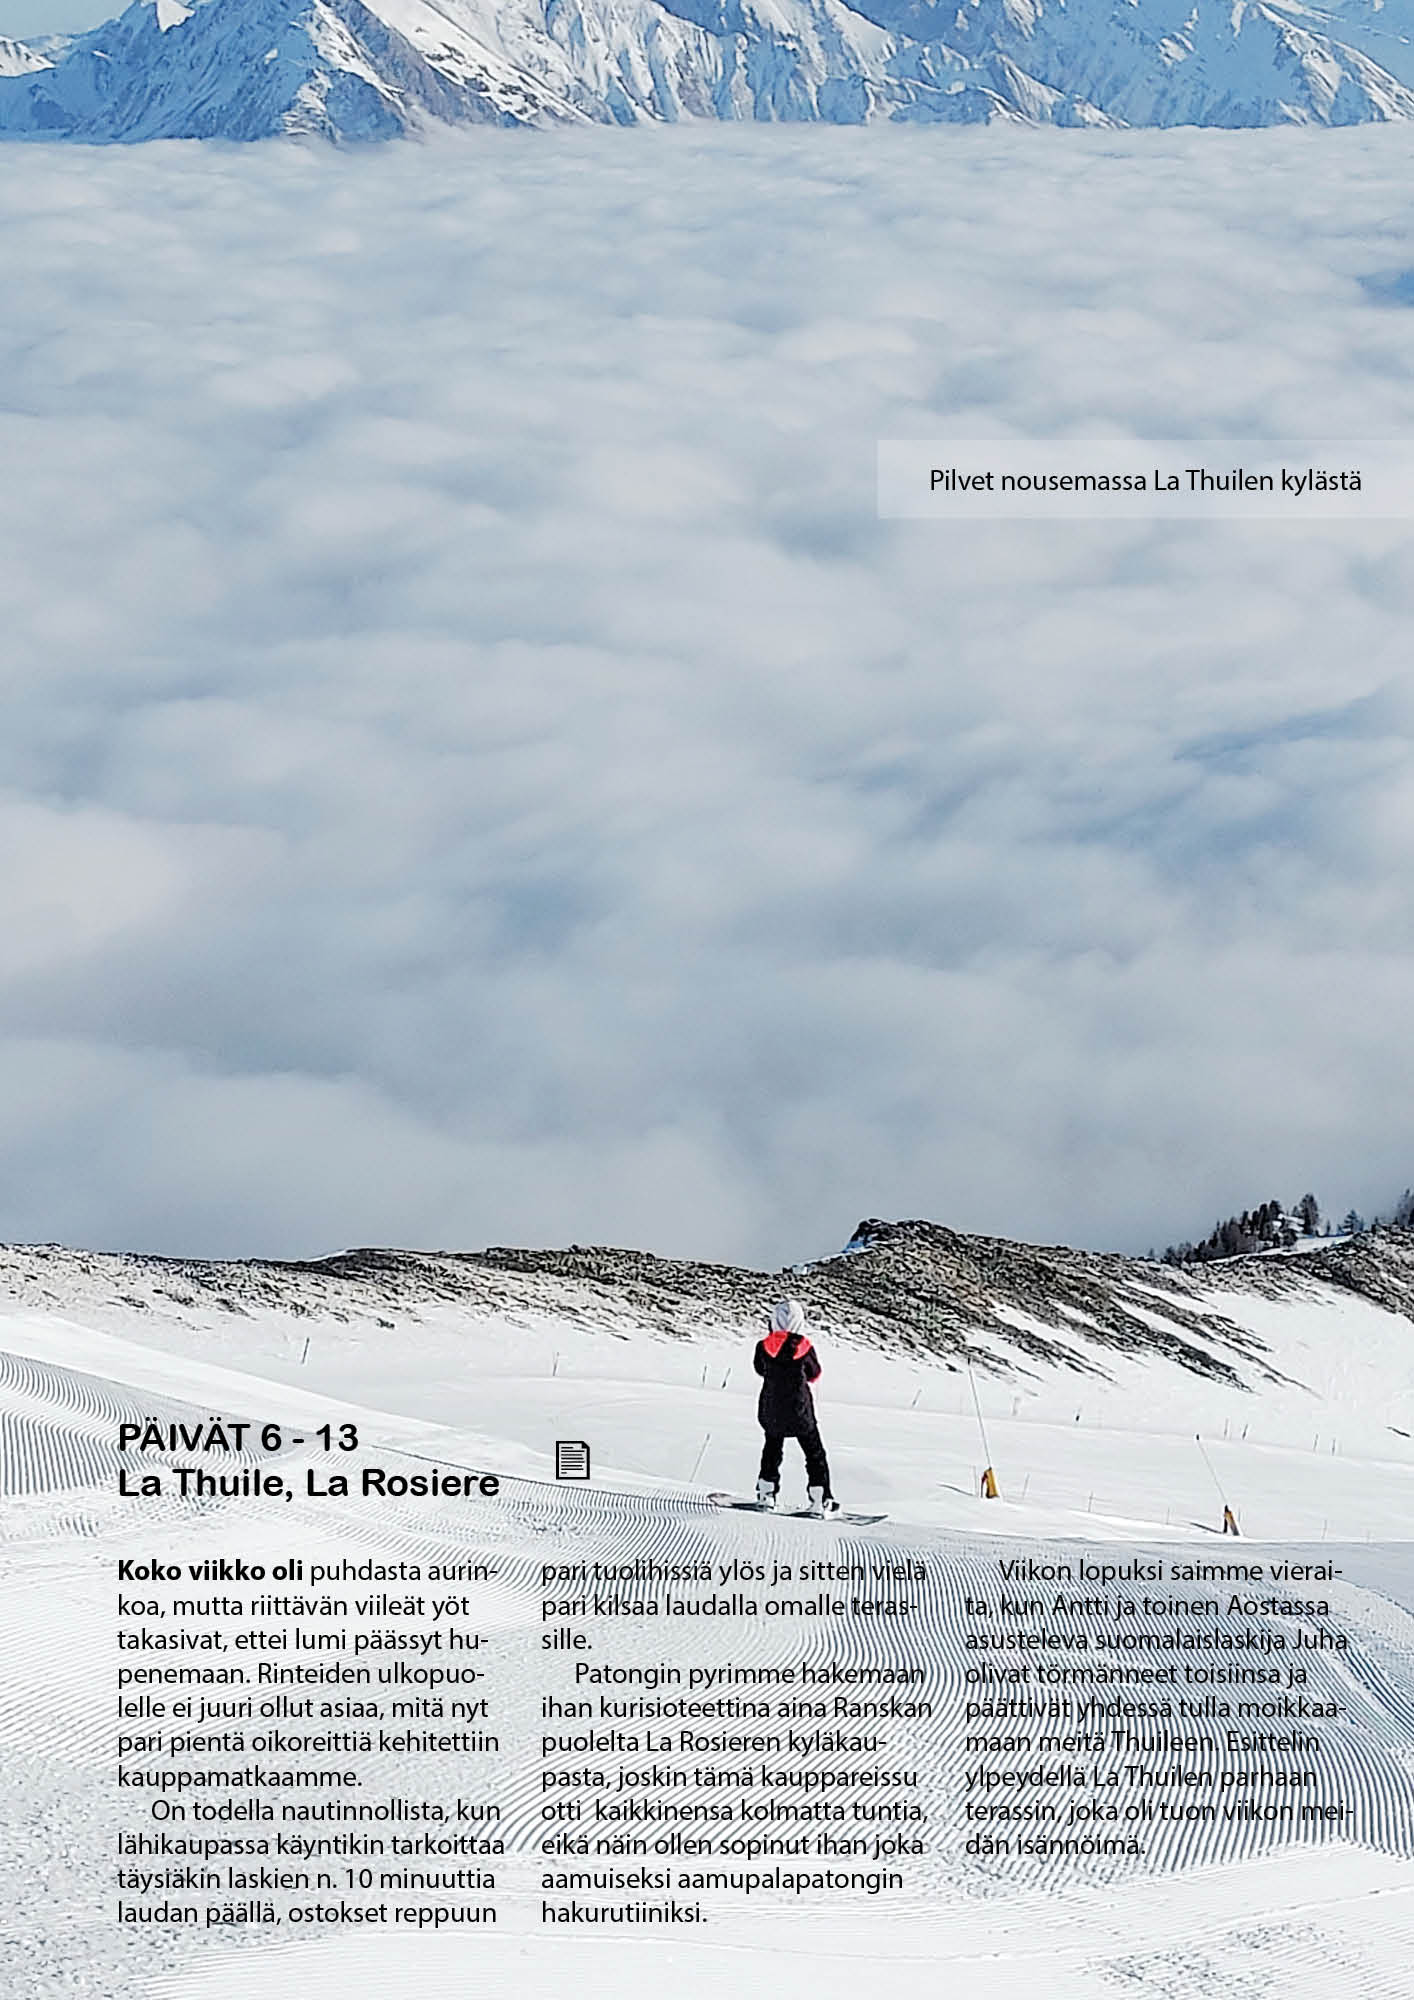 Pilvet nousemassa La Thuilen kylästä
PÄIVÄT 6 - 13
La Thuile, La Rosiere
Koko viikko oli puhdasta aurin-
koa, mutta riittävän viileät yöt
takasivat, ettei lumi päässyt hu-
penemaan. Rinteiden ulkopuo-
lelle ei juuri ollut asiaa, mitä nyt
pari pientä oikoreittiä kehitettiin
kauppamatkaamme.
On todella nautinnollista, kun
lähikaupassa käyntikin tarkoittaa
täysiäkin laskien n. 10 minuuttia
laudan päällä, ostokset reppuun
pari tuolihissiä ylös ja sitten vielä
pari kilsaa laudalla omalle teras-
sille.
Patongin pyrimme hakemaan
ihan kurisioteettina aina Ranskan
puolelta La Rosieren kyläkau-
pasta, joskin tämä kauppareissu
otti kaikkinensa kolmatta tuntia,
eikä näin ollen sopinut ihan joka
aamuiseksi aamupalapatongin
hakurutiiniksi.
Viikon lopuksi saimme vierai-
ta, kun Antti ja toinen Aostassa
asusteleva suomalaislaskija Juha
olivat törmänneet toisiinsa ja
päättivät yhdessä tulla moikkaa-
maan meitä Thuileen. Esittelin
ylpeydellä La Thuilen parhaan
terassin, joka oli tuon viikon mei-
dän isännöimä.